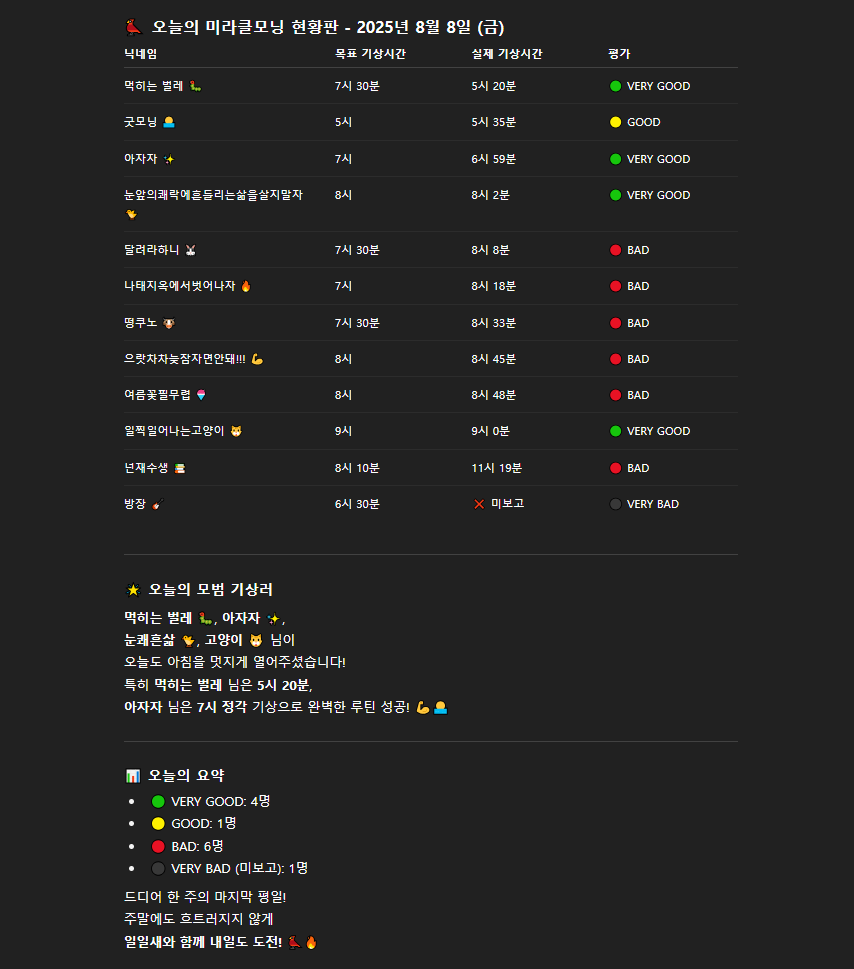 🐦‍🔥 오늘의 미라클모닝 현황판 - 2025년 8월 8일 (금)
닉네임 목표 기상시간 실제 기상시간 평가
먹히는 벌레 🐛 7시 30분 5시 20분 🟢 VERY GOOD
굿모닝 🙇 5시 5시 35분 🟡 GOOD
아자자 ✨ 7시 6시 59분 🟢 VERY GOOD
눈앞의쾌락에흔들리는삶을살지말자 8시 8시 2분 🟢 VERY GOOD
🐤
달려라하니 🐰 7시 30분 8시 8분 🔴 BAD
나태지옥에서벗어나자 🔥 7시 8시 18분 🔴 BAD
떵쿠노 🐮 7시 30분 8시 33분 🔴 BAD
으랏차차늦잠자면안돼!!! 💪 8시 8시 45분 🔴 BAD
여름꽃필무렵 🍧 8시 8시 48분 🔴 BAD
일찍일어나는고양이 🐱 9시 9시 0분 🟢 VERY GOOD
넌재수생 📚 8시 10분 11시 19분 🔴 BAD
방장 🎸 6시 30분 ❌ 미보고 ⚫ VERY BAD
🌟 오늘의 모범 기상러
먹히는 벌레 🐛, 아자자 ✨,
눈쾌흔삶 🐤, 고양이 🐱 님이
오늘도 아침을 멋지게 열어주셨습니다!
특히 먹히는 벌레 님은 5시 20분,
아자자 님은 7시 정각 기상으로 완벽한 루틴 성공! 💪🙇
📊 오늘의 요약
• 🟢 VERY GOOD: 4명
• 🟡 GOOD: 1명
• 🔴 BAD: 6명
• ⚫ VERY BAD (미보고): 1명
드디어 한 주의 마지막 평일!
주말에도 흐트러지지 않게
일일새와 함께 내일도 도전! 🐦‍🔥🔥